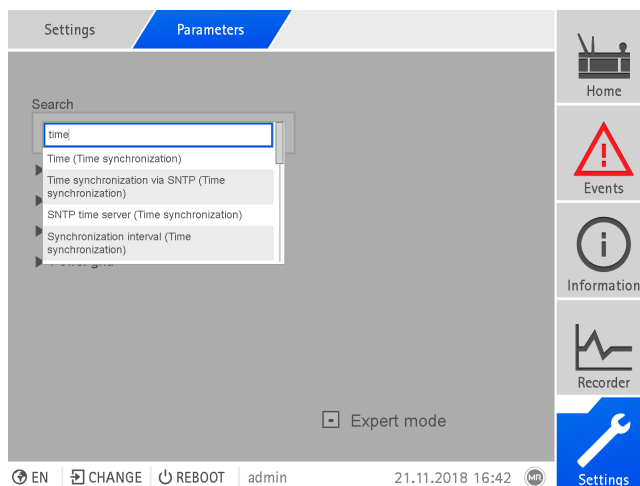 Settings
Parameters
Search
time
Time (Time synchronization)
Time synchronization via SNTP (Time
synchronization)
SNTP time server (Time synchronization)
Synchronization interval (Time
synchronization)
Expert mode
Home
Events
Information
Recorder
Settings
EN
CHANGE
REBOOT
admin
21.11.2018 16:42
MR